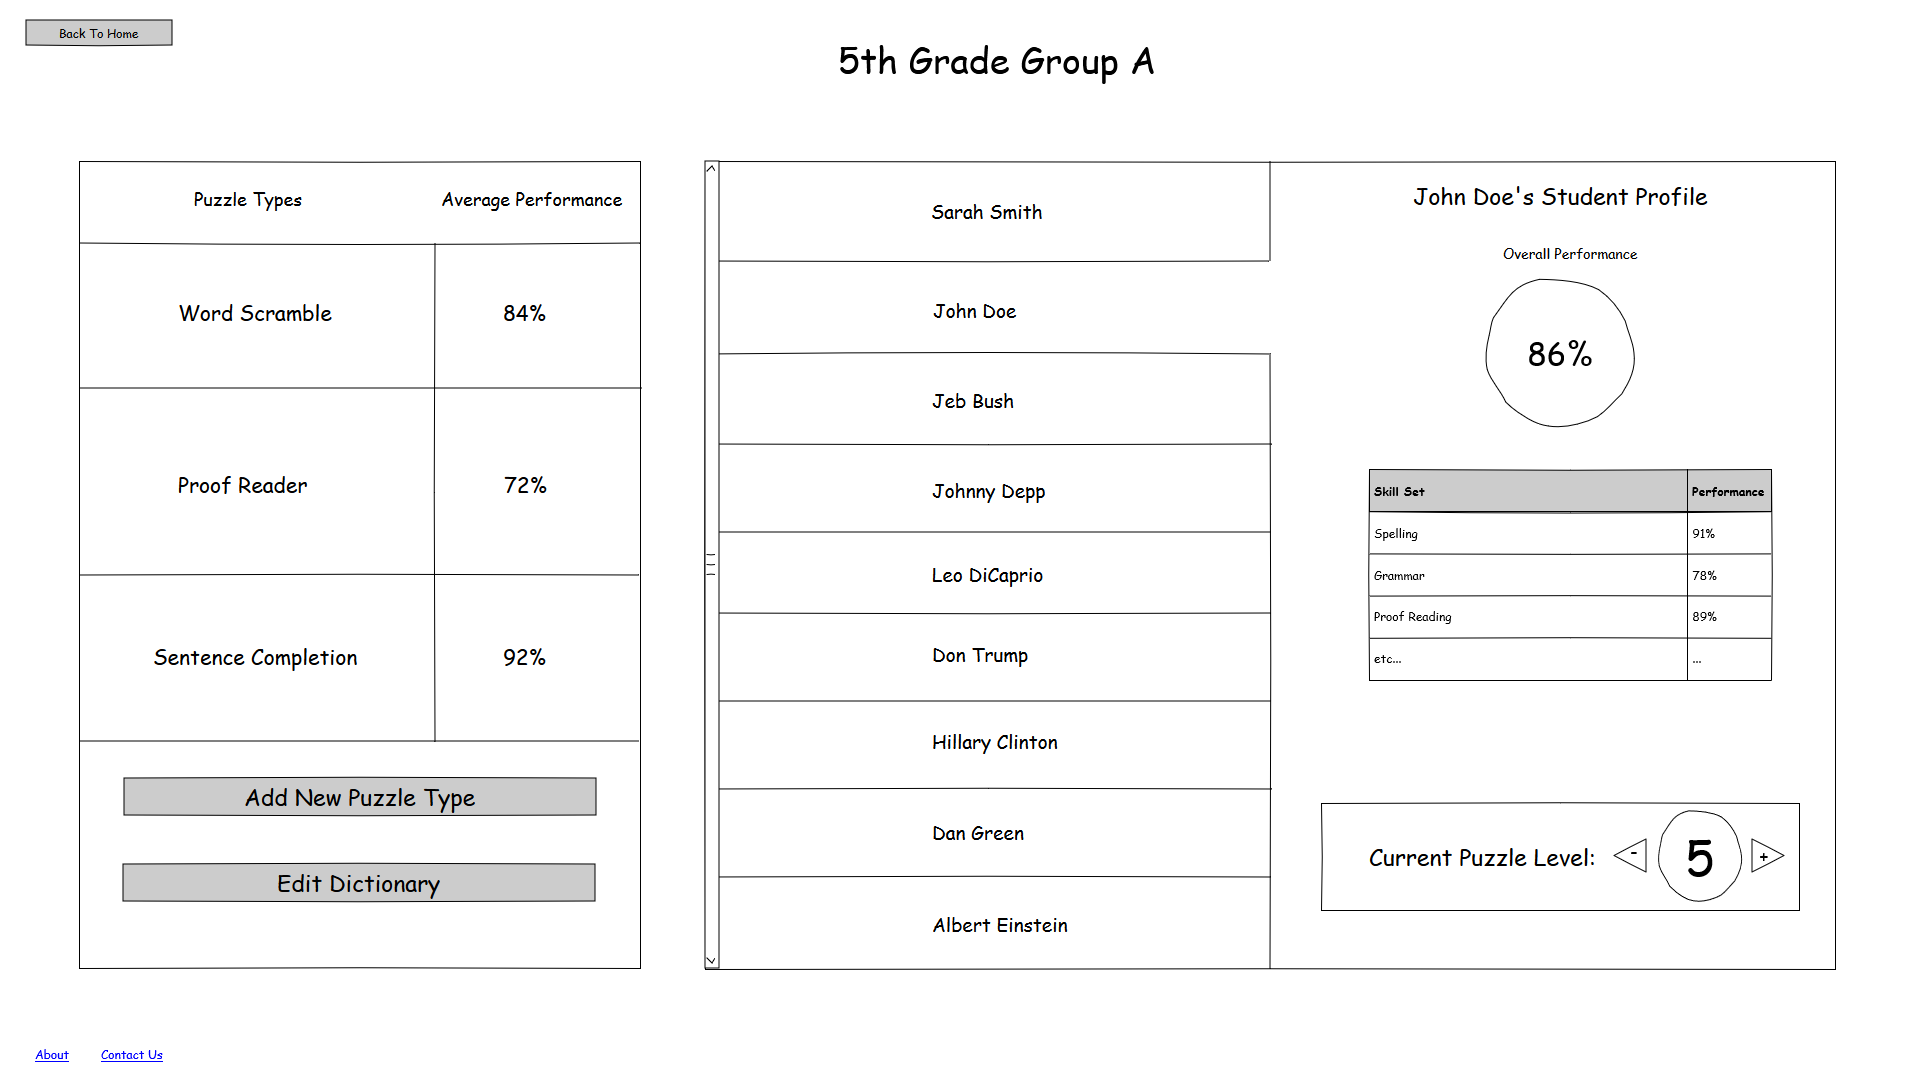 Back To Home
5th Grade Group A
Puzzle Types Average Performance
Word Scramble 84%
Proof Reader 72%
Sentence Completion 92%
Add New Puzzle Type
Edit Dictionary
Sarah Smith
John Doe
Jeb Bush
Johnny Depp
Leo DiCaprio
Don Trump
Hillary Clinton
Dan Green
Albert Einstein
John Doe's Student Profile
Overall Performance
86%
Skill Set Performance
Spelling 91%
Grammar 78%
Proof Reading 89%
etc... ...
Current Puzzle Level: - 5 +
About Contact Us